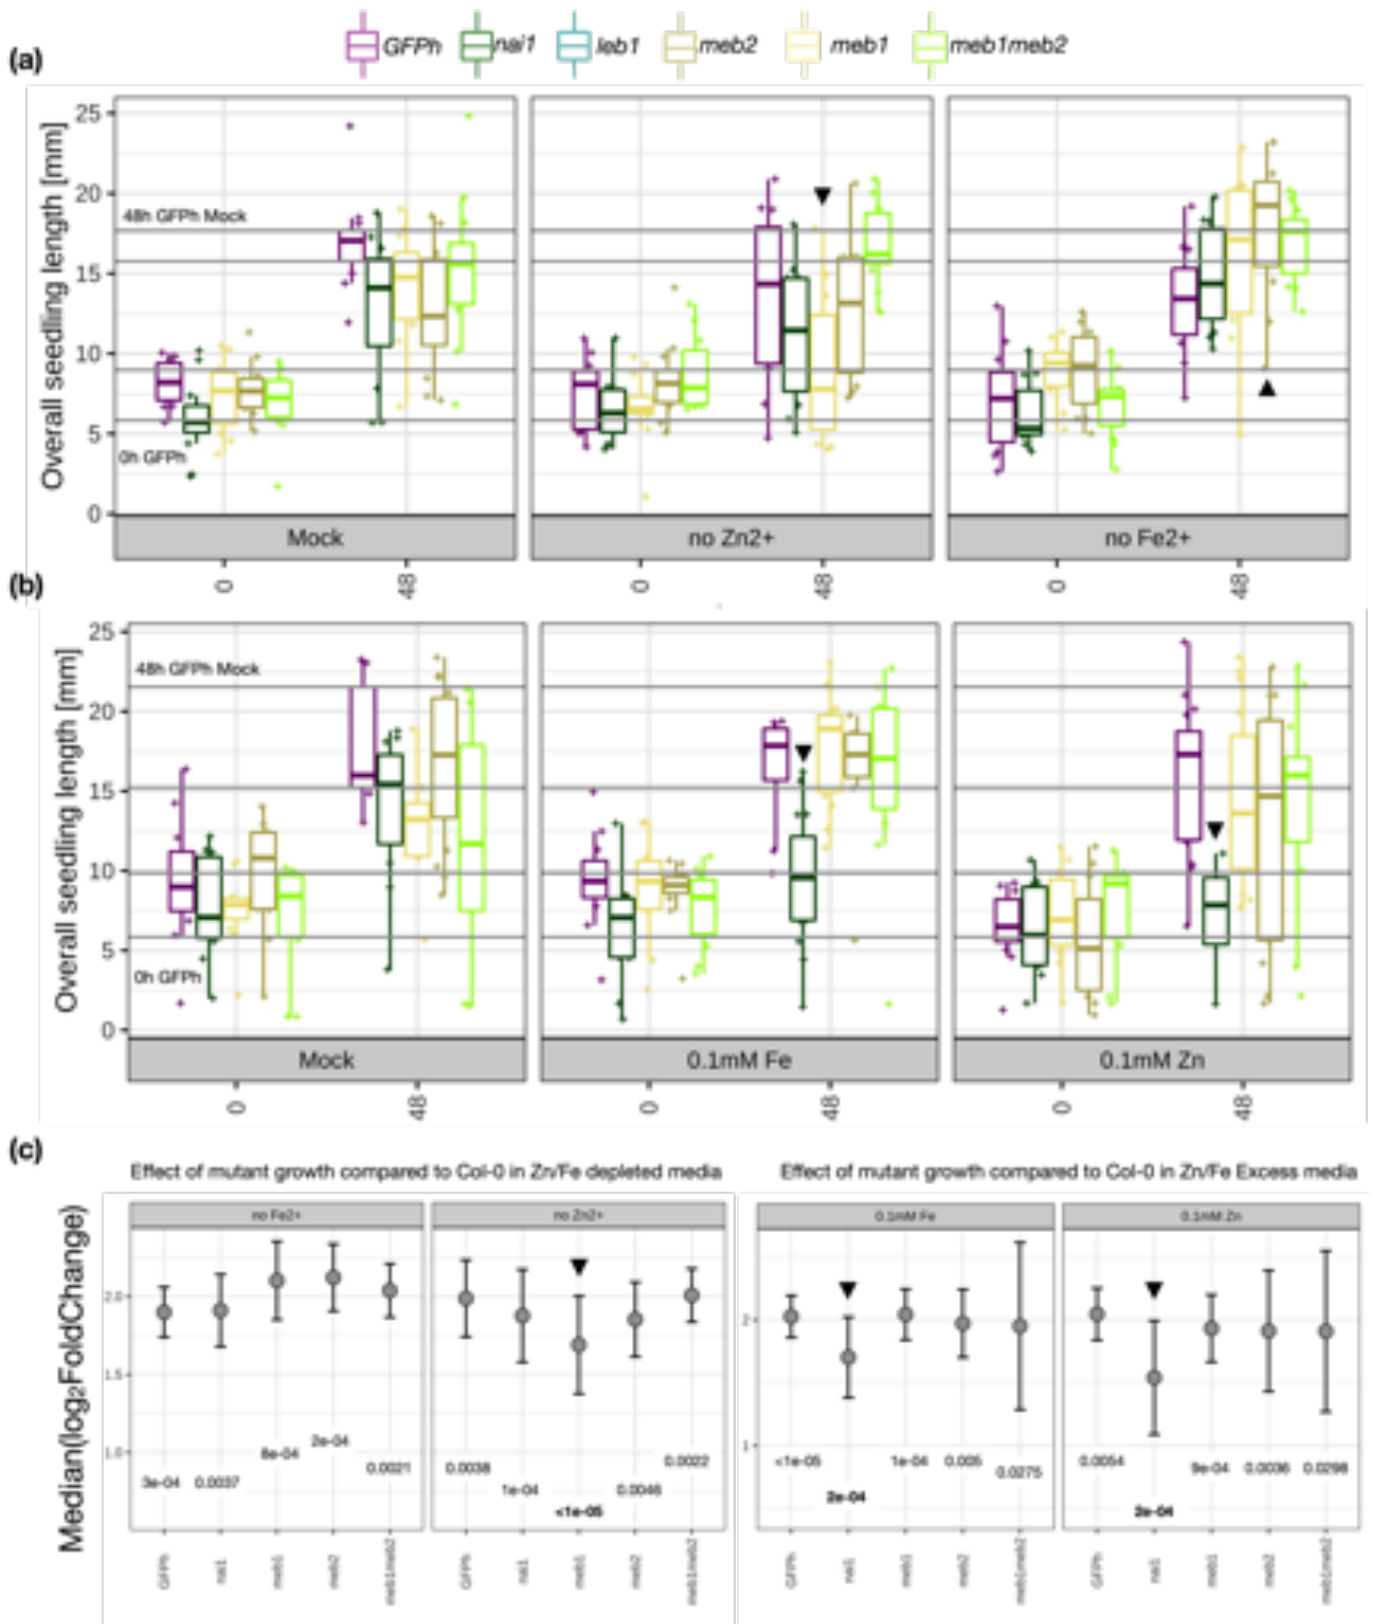 (a)
GFPh nai1 leb1 meb2 meb1 meb1meb2
Overall seedling length [mm]
25
20
15
10
5
0
48h GFPh Mock
0h GFPh
Mock no Zn2+ no Fe2+
0 48 0 48 0 48
(b)
Overall seedling length [mm]
25
20
15
10
5
0
48h GFPh Mock
0h GFPh
Mock 0.1mM Fe 0.1mM Zn
0 48 0 48 0 48
(c)
Effect of mutant growth compared to Col-0 in Zn/Fe depleted media
Effect of mutant growth compared to Col-0 in Zn/Fe Excess media
Median(log2FoldChange)
no Fe2+ no Zn2+ 0.1mM Fe 0.1mM Zn
2.0
1.5
1.0
2
1
3e-04 0.0037 8e-04 2e-04 0.0021
0.0038 1e-04 <1e-05 0.0046 0.0022
<1e-05 2e-04 1e-04 0.005 0.0275
0.0054 2e-04 9e-04 0.0036 0.0298
GFPh nai1 meb1 meb2 meb1meb2
GFPh nai1 meb1 meb2 meb1meb2
GFPh nai1 meb1 meb2 meb1meb2
GFPh nai1 meb1 meb2 meb1meb2